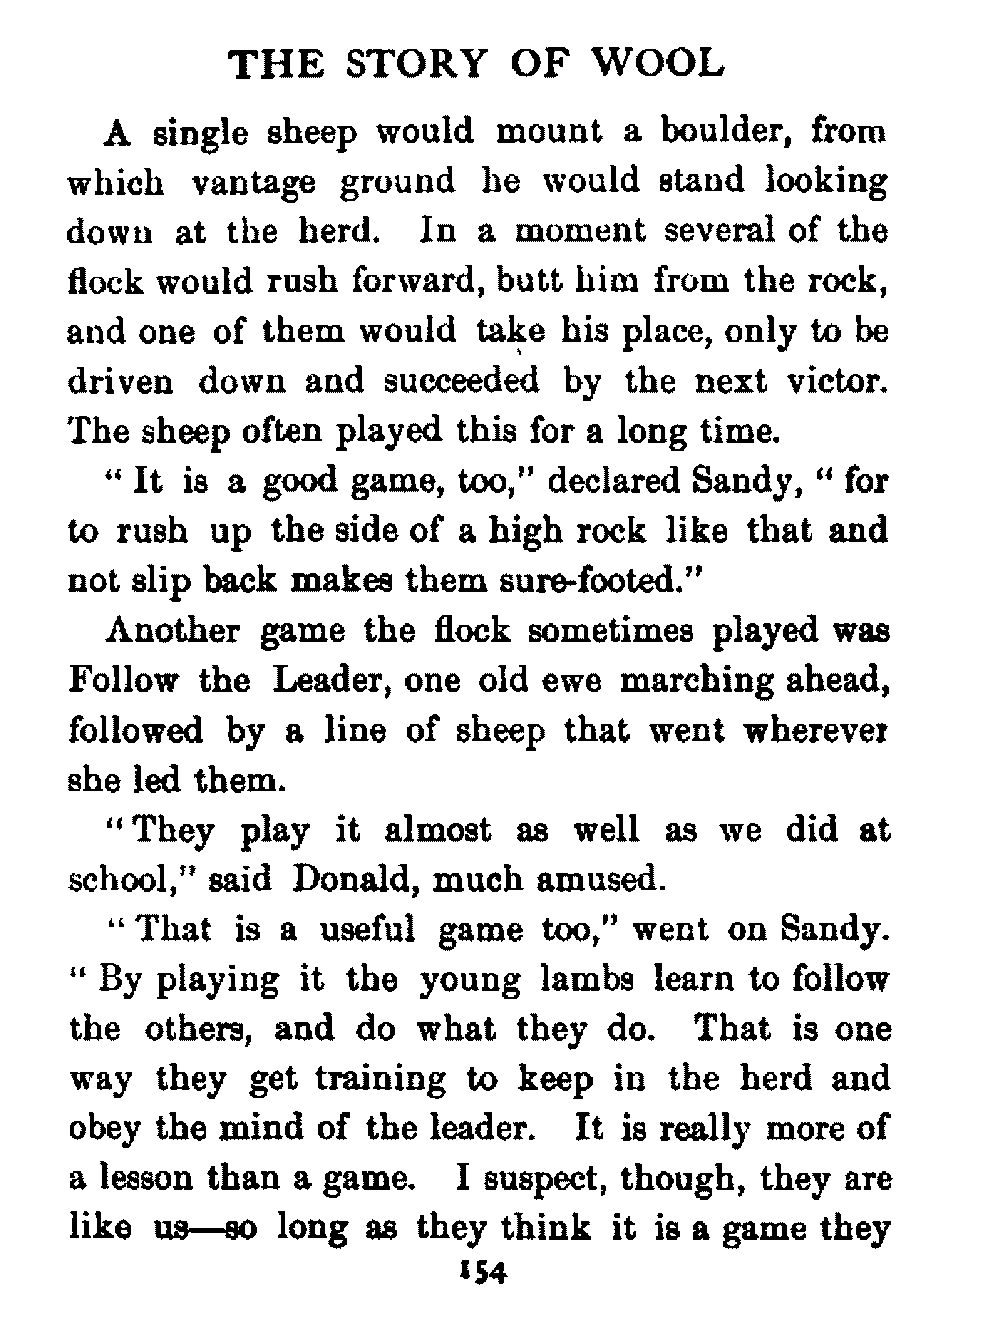 THE STORY OF WOOL
A single sheep would mount a boulder, from
which vantage ground he would stand looking
down at the herd. In a moment several of the
flock would rush forward, butt him from the rock,
and one of them would take his place, only to be
driven down and succeeded by the next victor.
The sheep often played this for a long time.
“ It is a good game, too,” declared Sandy, “ for
to rush up the side of a high rock like that and
not slip back makes them sure-footed.”
Another game the flock sometimes played was
Follow the Leader, one old ewe marching ahead,
followed by a line of sheep that went wherever
she led them.
“ They play it almost as well as we did at
school,” said Donald, much amused.
“ That is a useful game too,” went on Sandy.
“ By playing it the young lambs learn to follow
the others, and do what they do. That is one
way they get training to keep in the herd and
obey the mind of the leader. It is really more of
a lesson than a game. I suspect, though, they are
like us—so long as they think it is a game they
154